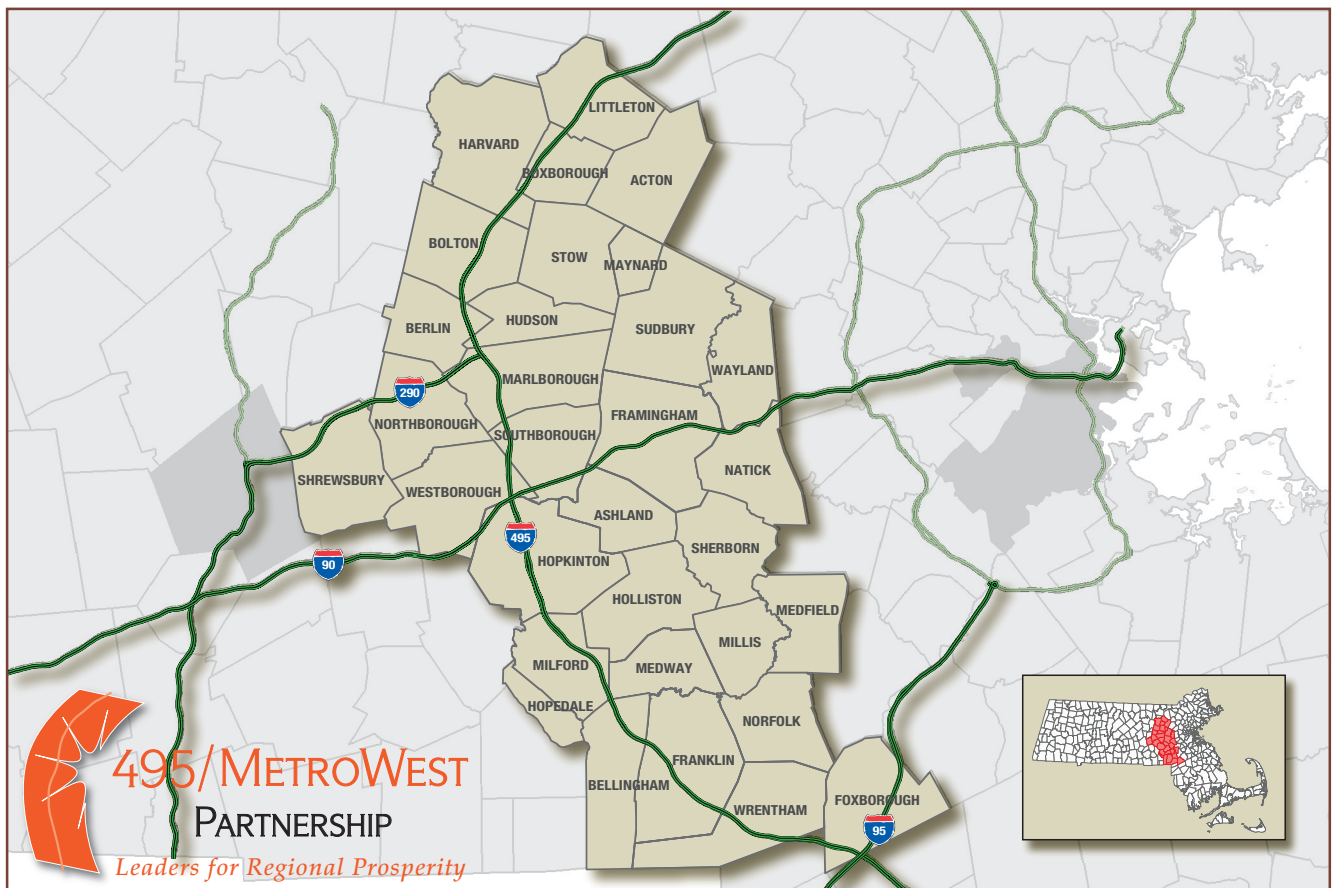 LITTLETON
HARVARD
BOXBOROUGH
ACTON
BOLTON
STOW
MAYNARD
HUDSON
BERLIN
SUDBURY
WAYLAND
MARLBOROUGH
290
FRAMINGHAM
NORTHBOROUGH
SOUTHBOROUGH
NATICK
SHREWSBURY
WESTBOROUGH
ASHLAND
495
SHERBORN
90
HOPKINTON
HOLLISTON
MEDFIELD
MILLIS
MILFORD
MEDWAY
HOPEDALE
NORFOLK
FRANKLIN
BELLINGHAM
FOXBOROUGH
WRENTHAM
95
495/METROWEST
PARTNERSHIP
Leaders for Regional Prosperity